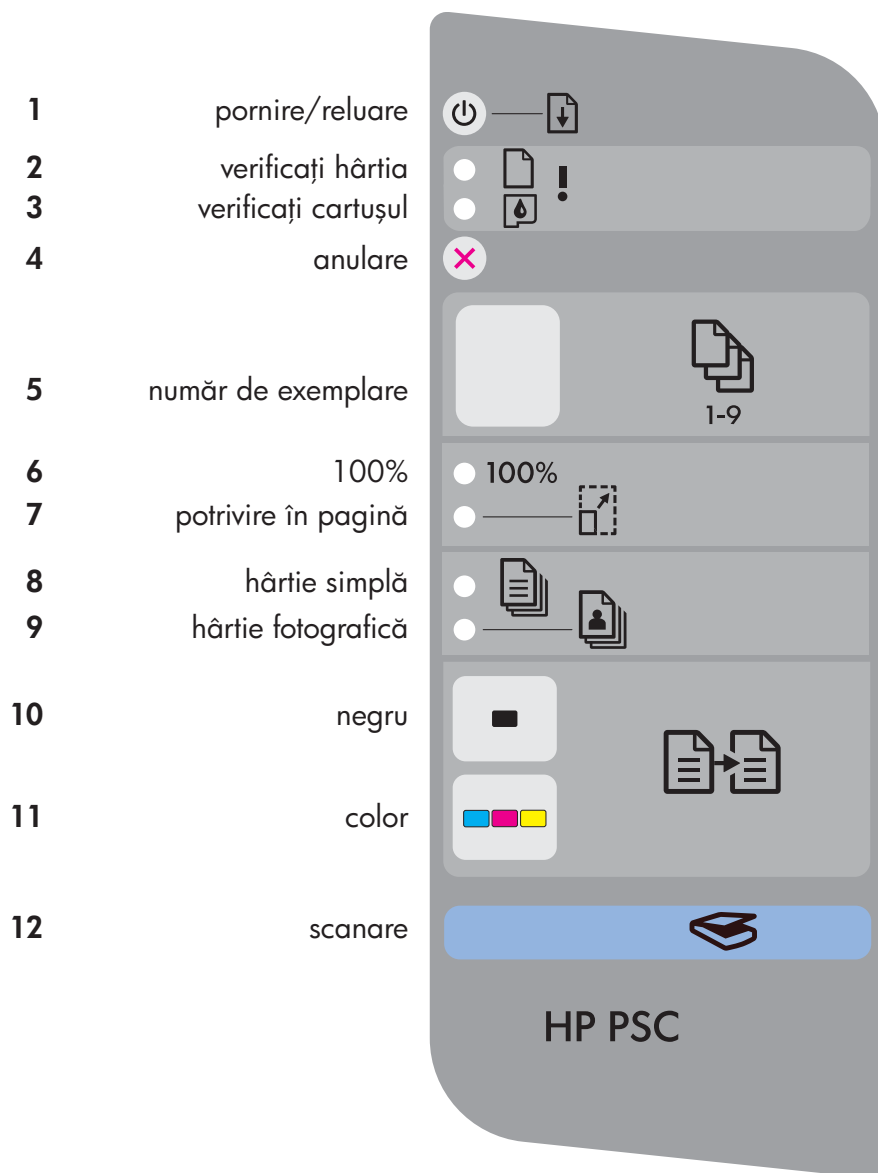 1 pornire/reluare
2 verificați hârtia
3 verificați cartușul
4 anulare
5 număr de exemplare
1-9
6 100% 100%
7 potrivire în pagină
8 hârtie simplă
9 hârtie fotografică
10 negru
11 color
12 scanare
HP PSC